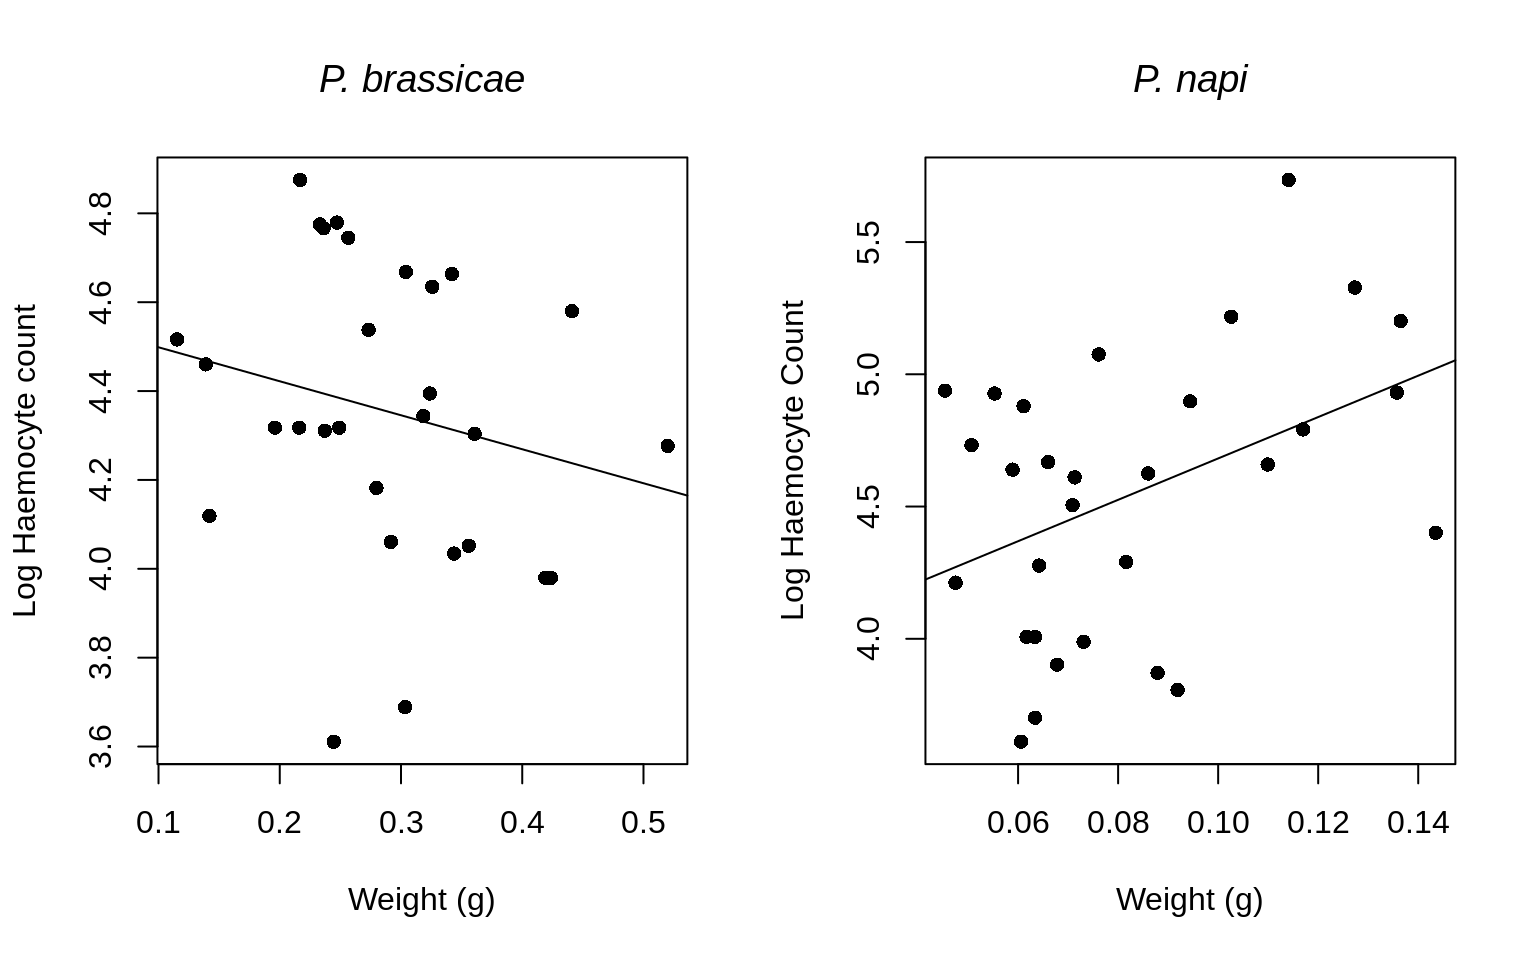 P. brassicae
Log Haemocyte count
4.8
4.6
4.4
4.2
4.0
3.8
3.6
0.1 0.2 0.3 0.4 0.5
Weight (g)
P. napi
Log Haemocyte Count
5.5
5.0
4.5
4.0
0.06 0.08 0.10 0.12 0.14
Weight (g)